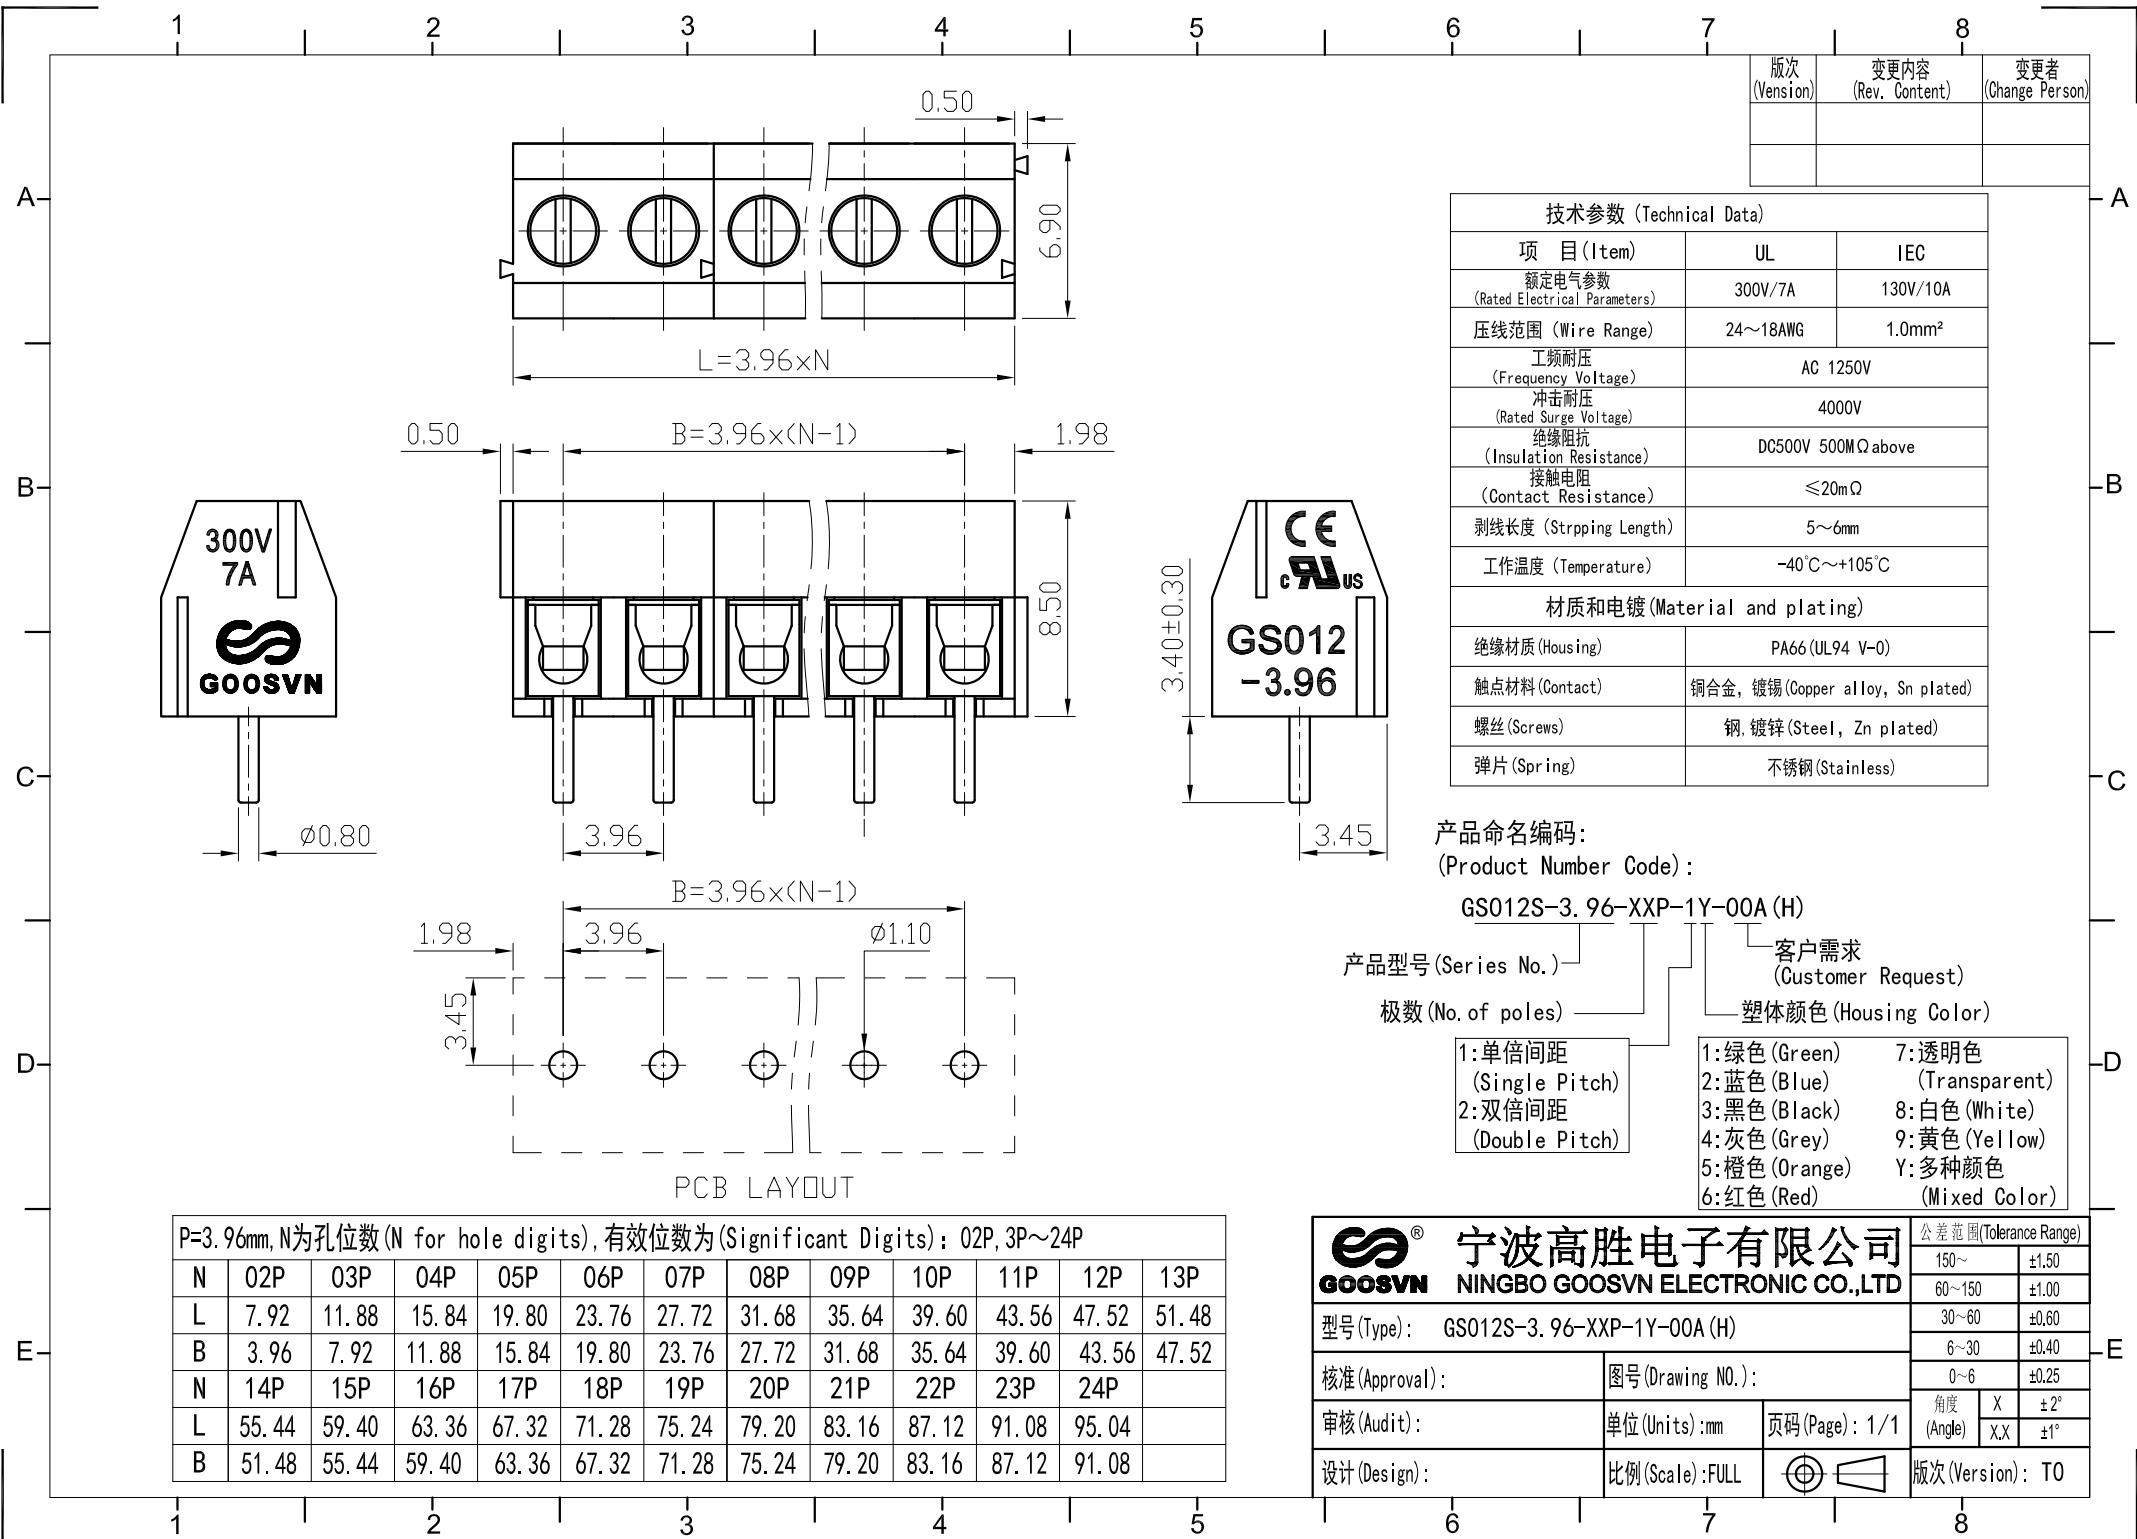 1 2 3 4 5 6 7 8
版次 变更内容 变更者
(Vension) (Rev. Content) (Change Person)
A A
B B
C C
D D
E E
0.50
6.90
L=3.96xN
0.50 B=3.96x(N-1) 1.98
8.50
300V
7A
GOOSVN
Ø0.80
3.96
CE
c RU US
GS012
-3.96
3.40±0.30
3.45
B=3.96x(N-1)
1.98 3.96 Ø1.10
3.45
PCB LAYOUT
技术参数(Technical Data)
项 目(Item) UL IEC
额定电气参数
(Rated Electrical Parameters) 300V/7A 130V/10A
压线范围 (Wire Range) 24～18AWG 1.0mm²
工频耐压
(Frequency Voltage) AC 1250V
冲击耐压
(Rated Surge Voltage) 4000V
绝缘阻抗
(Insulation Resistance) DC500V 500MΩabove
接触电阻
(Contact Resistance) ≤20mΩ
剥线长度 (Strpping Length) 5～6mm
工作温度 (Temperature) -40℃～+105℃
材质和电镀(Material and plating)
绝缘材质(Housing) PA66(UL94 V-0)
触点材料(Contact) 铜合金, 镀锡(Copper alloy, Sn plated)
螺丝(Screws) 钢,镀锌(Steel, Zn plated)
弹片(Spring) 不锈钢(Stainless)
产品命名编码:
(Product Number Code):
GS012S-3.96-XXP-1Y-00A(H)
产品型号(Series No.)
客户需求
(Customer Request)
极数(No.of poles)
塑体颜色(Housing Color)
1:单倍间距
(Single Pitch)
2:双倍间距
(Double Pitch)
1:绿色(Green)
2:蓝色(Blue)
3:黑色(Black)
4:灰色(Grey)
5:橙色(Orange)
6:红色(Red)
7:透明色
(Transparent)
8:白色(White)
9:黄色(Yellow)
Y:多种颜色
(Mixed Color)
P=3.96mm,N为孔位数(N for hole digits),有效位数为(Significant Digits): 02P,3P～24P
N 02P 03P 04P 05P 06P 07P 08P 09P 10P 11P 12P 13P
L 7.92 11.88 15.84 19.80 23.76 27.72 31.68 35.64 39.60 43.56 47.52 51.48
B 3.96 7.92 11.88 15.84 19.80 23.76 27.72 31.68 35.64 39.60 43.56 47.52
N 14P 15P 16P 17P 18P 19P 20P 21P 22P 23P 24P
L 55.44 59.40 63.36 67.32 71.28 75.24 79.20 83.16 87.12 91.08 95.04
B 51.48 55.44 59.40 63.36 67.32 71.28 75.24 79.20 83.16 87.12 91.08
GOOSVN ®
宁波高胜电子有限公司
NINGBO GOOSVN ELECTRONIC CO.,LTD
型号(Type): GS012S-3.96-XXP-1Y-00A(H)
核准(Approval): 图号(Drawing NO.):
审核(Audit): 单位(Units):mm 页码(Page): 1/1
设计(Design): 比例(Scale):FULL
公差范围(Tolerance Range)
150～ ±1.50
60～150 ±1.00
30～60 ±0.60
6～30 ±0.40
0～6 ±0.25
角度
(Angle)
X ±2°
X.X ±1°
版次(Version): T0
1 2 3 4 5 6 7 8